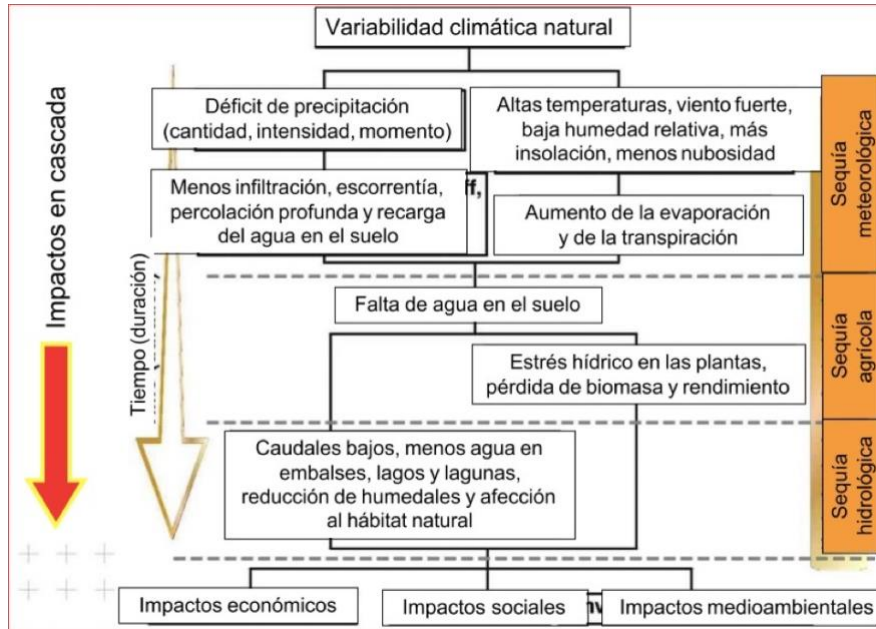 Variabilidad climática natural
Déficit de precipitación
(cantidad, intensidad, momento)
Altas temperaturas, viento fuerte,
baja humedad relativa, más
insolación, menos nubosidad
Menos infiltración, escorrentía,
percolación profunda y recarga
del agua en el suelo
Aumento de la evaporación
y de la transpiración
Sequía
meteorológica
Impactos en cascada
Tiempo (duración)
Falta de agua en el suelo
Estrés hídrico en las plantas,
pérdida de biomasa y rendimiento
Sequía
agrícola
Caudales bajos, menos agua en
embalses, lagos y lagunas,
reducción de humedales y afección
al hábitat natural
Sequía
hidrológica
Impactos económicos
Impactos sociales
Impactos medioambientales